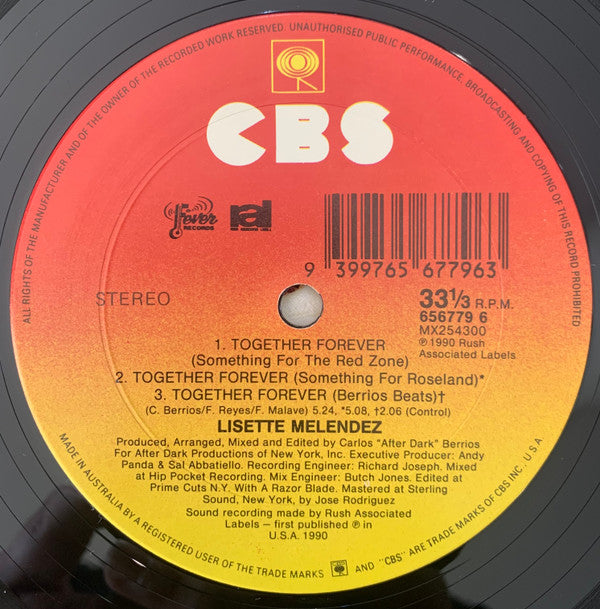 ALL RIGHTS OF THE MANUFACTURER AND OF THE OWNER OF THE RECORDED WORK RESERVED. UNAUTHORISED PUBLIC PERFORMANCE, BROADCASTING AND COPYING OF THIS RECORD PROHIBITED
CBS
Fever
RECORDS
ral
9 399765 677963
STEREO
33⅓ R.P.M.
656779 6
MX254300
℗ 1990 Rush
Associated Labels
1. TOGETHER FOREVER
(Something For The Red Zone)
2. TOGETHER FOREVER (Something For Roseland)*
3. TOGETHER FOREVER (Berrios Beats)†
(C. Berrios/F. Reyes/F. Malave) 5.24, *5.08, †2.06 (Control)
LISETTE MELENDEZ
Produced, Arranged, Mixed and Edited by Carlos "After Dark" Berrios
For After Dark Productions of New York, Inc. Executive Producer: Andy
Panda & Sal Abbatiello. Recording Engineer: Richard Joseph. Mixed
at Hip Pocket Recording. Mix Engineer: Butch Jones. Edited at
Prime Cuts N.Y. With A Razor Blade. Mastered at Sterling
Sound, New York, by Jose Rodriguez
Sound recording made by Rush Associated
Labels – first published ℗ in
U.S.A. 1990
MADE IN AUSTRALIA BY A REGISTERED USER OF THE TRADE MARKS AND "CBS" ARE TRADE MARKS OF CBS INC. U.S.A